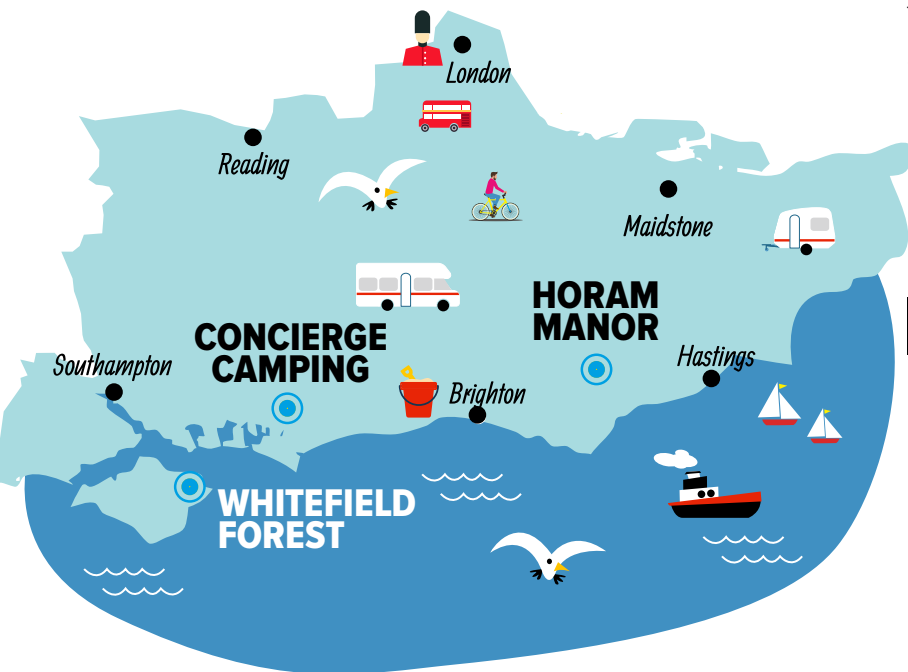 London
Reading
Maidstone
HORAM
MANOR
CONCIERGE
CAMPING
Southampton
Hastings
Brighton
WHITEFIELD
FOREST